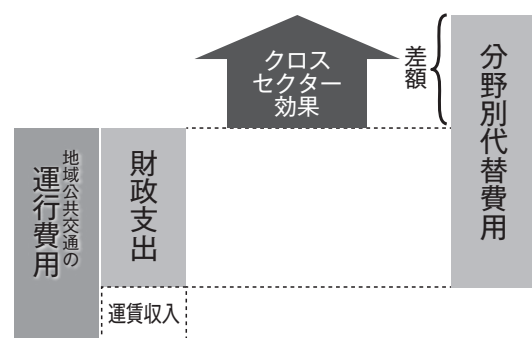 クロス
セクター
効果
差額
分野別代替費用
地域公共交通の
運行費用
財政支出
運賃収入